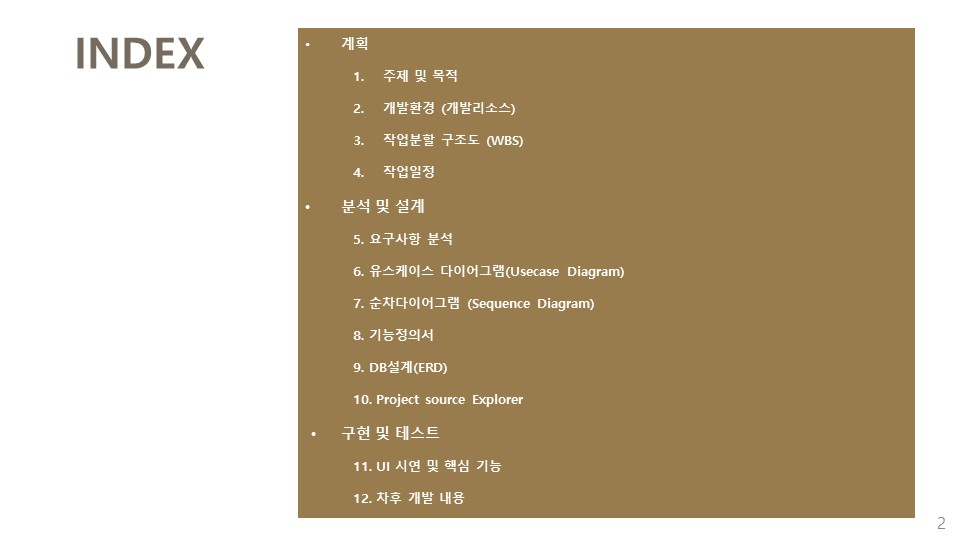 INDEX
• 계획
1. 주제 및 목적
2. 개발환경 (개발리소스)
3. 작업분할 구조도 (WBS)
4. 작업일정
• 분석 및 설계
5. 요구사항 분석
6. 유스케이스 다이어그램(Usecase Diagram)
7. 순차다이어그램 (Sequence Diagram)
8. 기능정의서
9. DB설계(ERD)
10. Project source Explorer
• 구현 및 테스트
11. UI 시연 및 핵심 기능
12. 차후 개발 내용
2